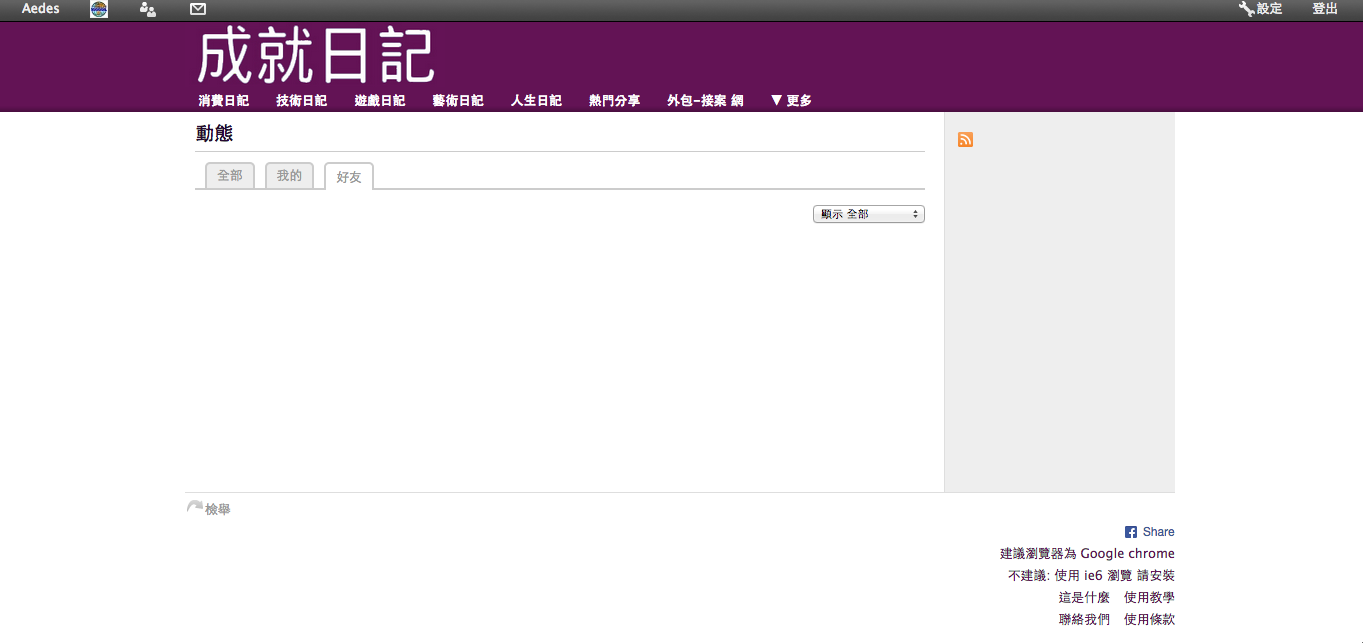 Aedes 設定 登出
成就日記
消費日記 技術日記 遊戲日記 藝術日記 人生日記 熱門分享 外包-接案 網 ▼ 更多
動態
全部 我的 好友
顯示 全部
檢舉
Share
建議瀏覽器為 Google chrome
不建議: 使用 ie6 瀏覽 請安裝
這是什麼 使用教學
聯絡我們 使用條款